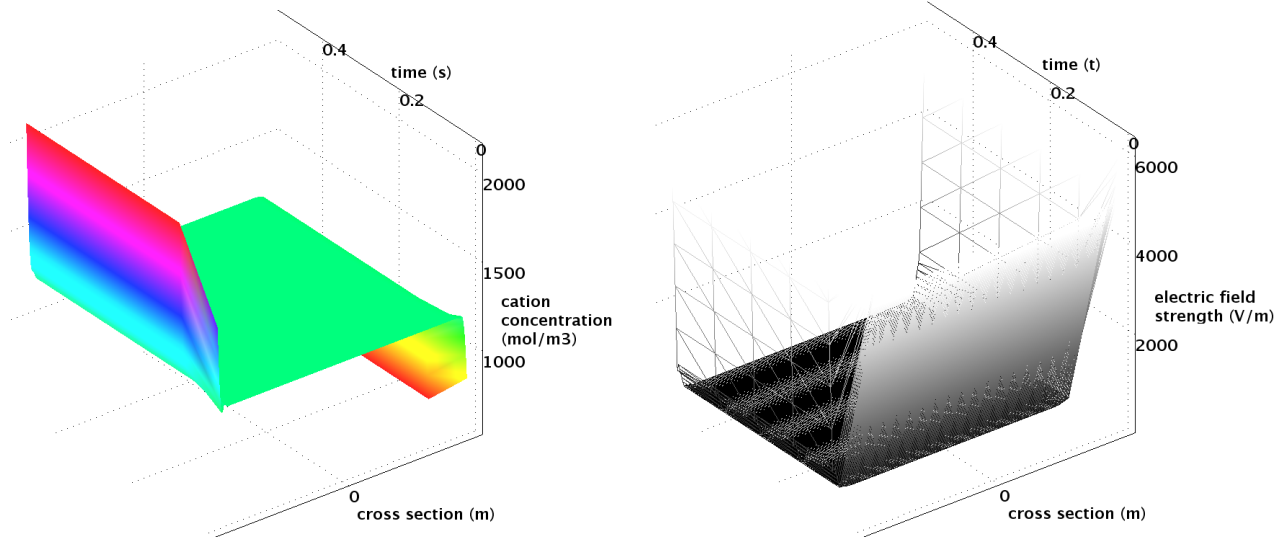 0.4
time (s)
0.2
0
2000
1500
cation
concentration
(mol/m3)
1000
0
cross section (m)
0.4
time (t)
0.2
0
6000
4000
electric field
strength (V/m)
2000
0
cross section (m)